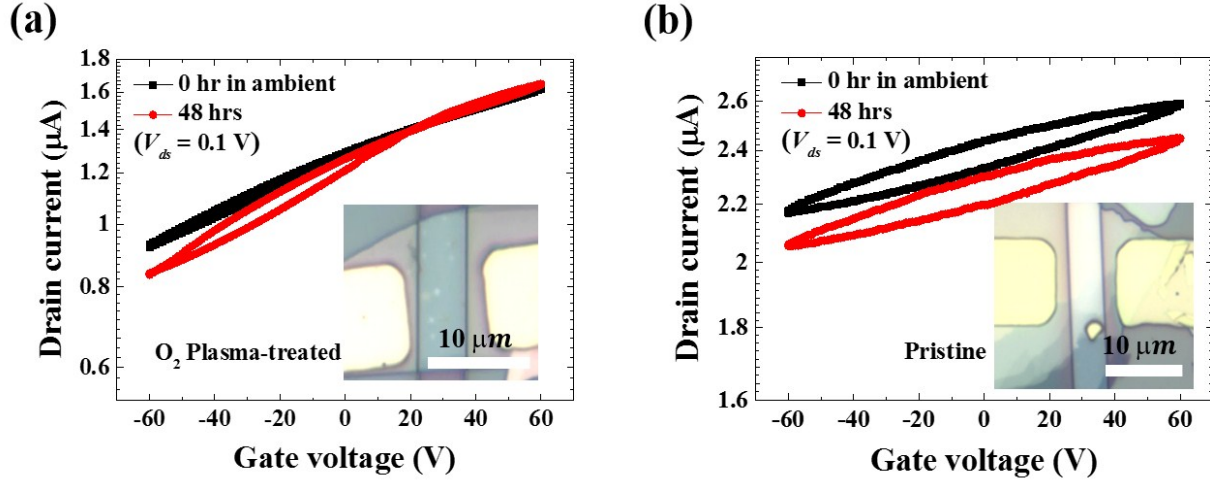 (a)
1.8
1.6
1.4
1.2
1
0.8
0.6
Drain current (μA)
0 hr in ambient
48 hrs
(Vds = 0.1 V)
O2 Plasma-treated
10 μm
-60 -40 -20 0 20 40 60
Gate voltage (V)
(b)
2.6
2.4
2.2
2
1.8
1.6
Drain current (μA)
0 hr in ambient
48 hrs
(Vds = 0.1 V)
Pristine
10 μm
-60 -40 -20 0 20 40 60
Gate voltage (V)